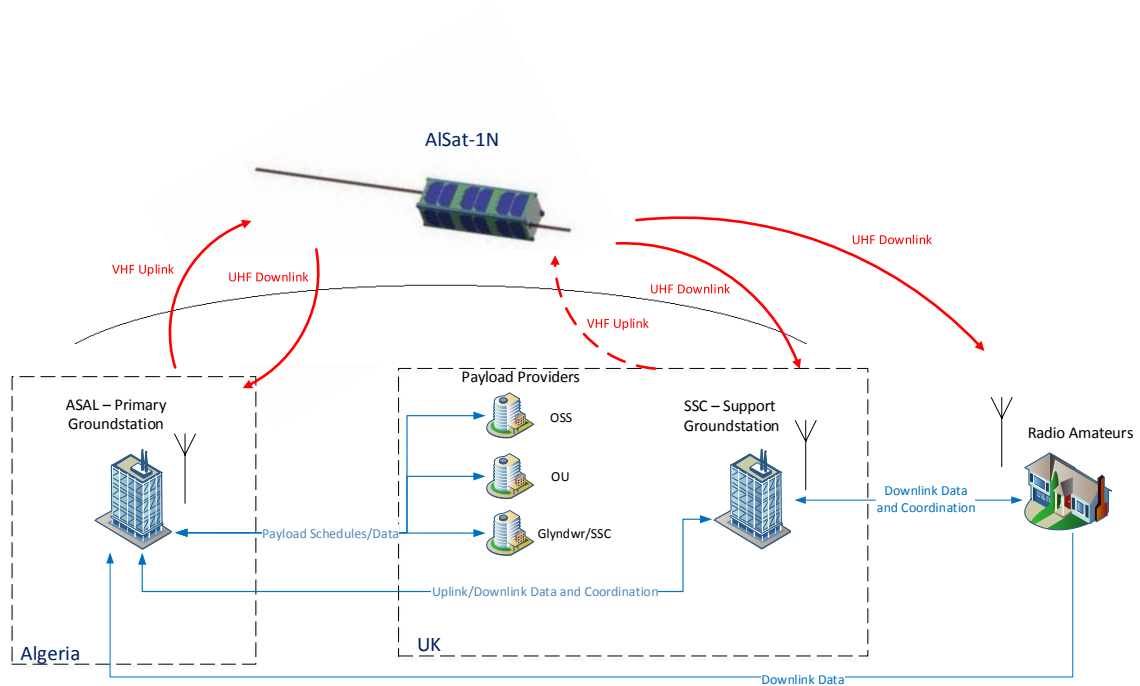 AlSat-1N
VHF Uplink
UHF Downlink
UHF Downlink
UHF Downlink
VHF Uplink
ASAL – Primary
Groundstation
Payload Providers
OSS
OU
Glyndwr/SSC
SSC – Support
Groundstation
Radio Amateurs
Downlink Data
and Coordination
Payload Schedules/Data
Uplink/Downlink Data and Coordination
Algeria
UK
Downlink Data